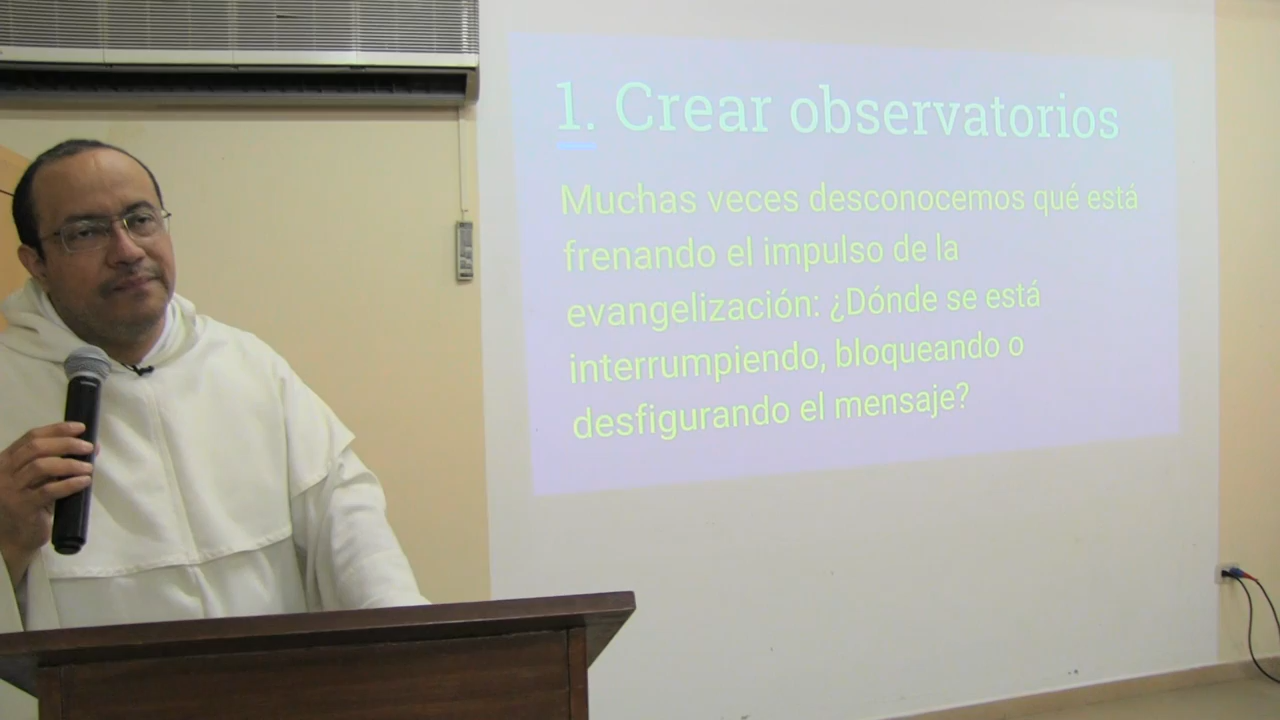 1. Crear observatorios
Muchas veces desconocemos qué está
frenando el impulso de la
evangelización: ¿Dónde se está
interrumpiendo, bloqueando o
desfigurando el mensaje?